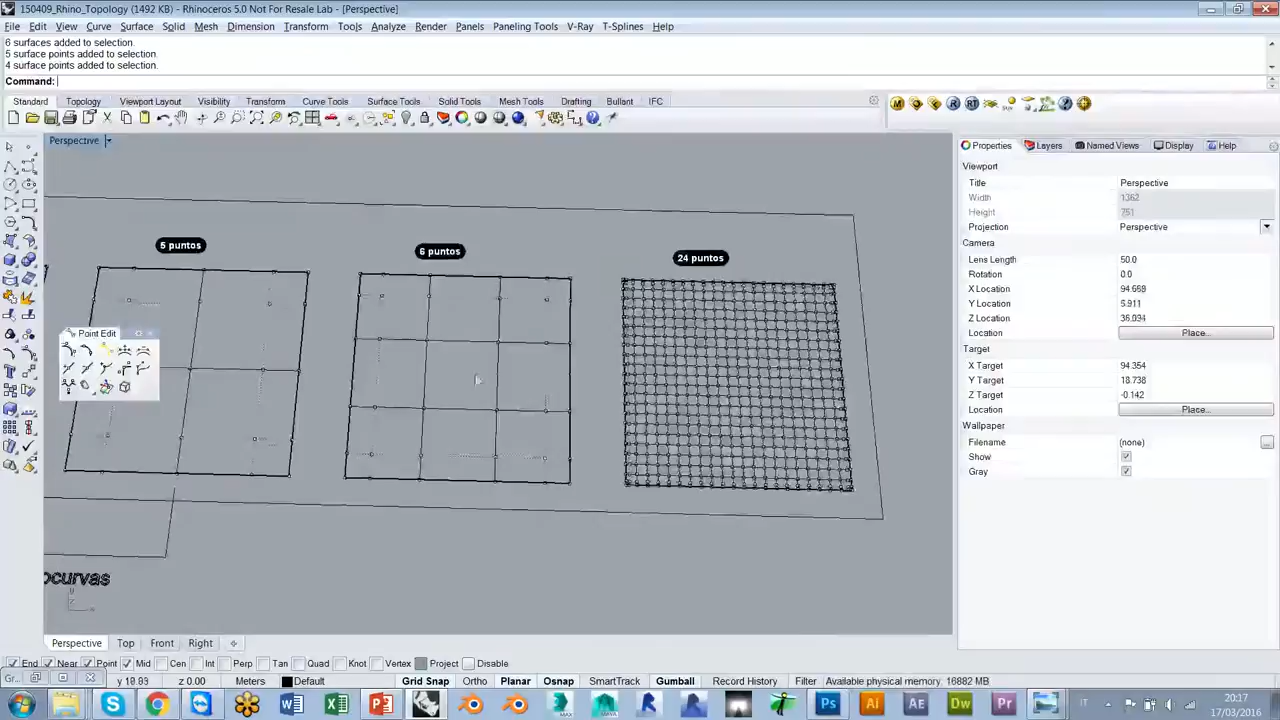 150409_Rhino_Topology (1492 KB) - Rhinoceros 5.0 Not For Resale Lab - [Perspective]
File Edit View Curve Surface Solid Mesh Dimension Transform Tools Analyze Render Panels Paneling Tools V-Ray T-Splines Help
6 surfaces added to selection.
5 surface points added to selection.
4 surface points added to selection.
Command:
Standard Topology Viewport Layout Visibility Transform Curve Tools Surface Tools Solid Tools Mesh Tools Drafting Bullant IFC
Perspective
Properties Layers Named Views Display Help
Viewport
Title Perspective
Width 1362
Height 751
Projection Perspective
Camera
Lens Length 50.0
Rotation 0.0
X Location 94.668
Y Location 5.911
Z Location 36.094
Location Place...
Target
X Target 94.354
Y Target 18.738
Z Target -0.142
Location Place...
Wallpaper
Filename (none) ...
Show
Gray
5 puntos
6 puntos
24 puntos
Point Edit
ocurvas
Perspective Top Front Right
End Near Point Mid Cen Int Perp Tan Quad Knot Vertex Project Disable
Gr...
y 18.93 z 0.00 Meters Default Grid Snap Ortho Planar Osnap SmartTrack Gumball Record History Filter Available physical memory: 16882 MB
IT
20:17
17/03/2016